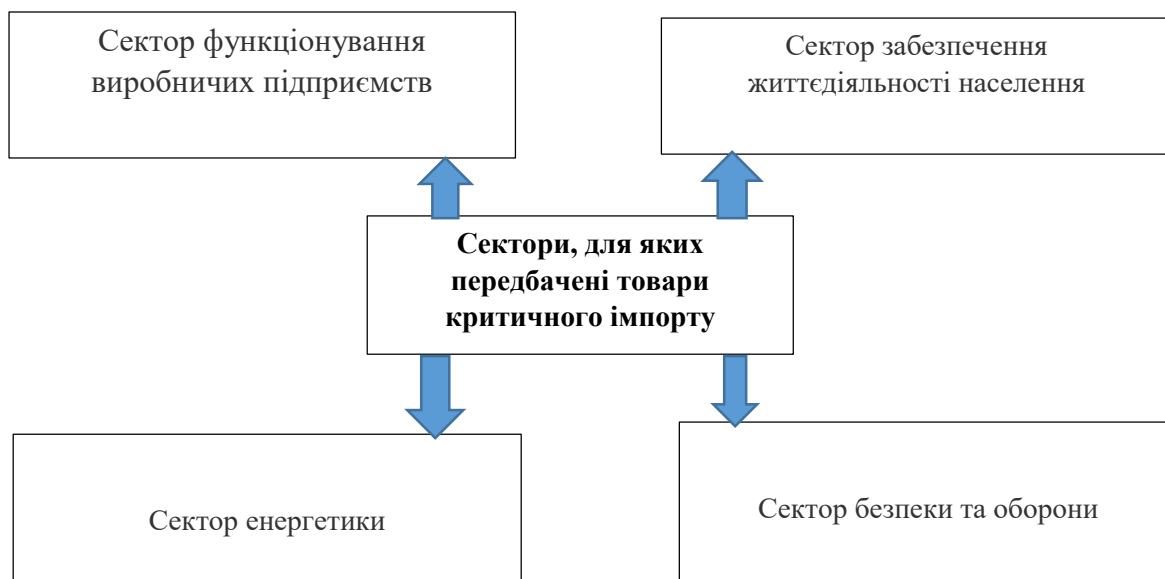 Сектор функціонування
виробничих підприємств
Сектор забезпечення
життєдіяльності населення
Сектори, для яких
передбачені товари
критичного імпорту
Сектор енергетики
Сектор безпеки та оборони